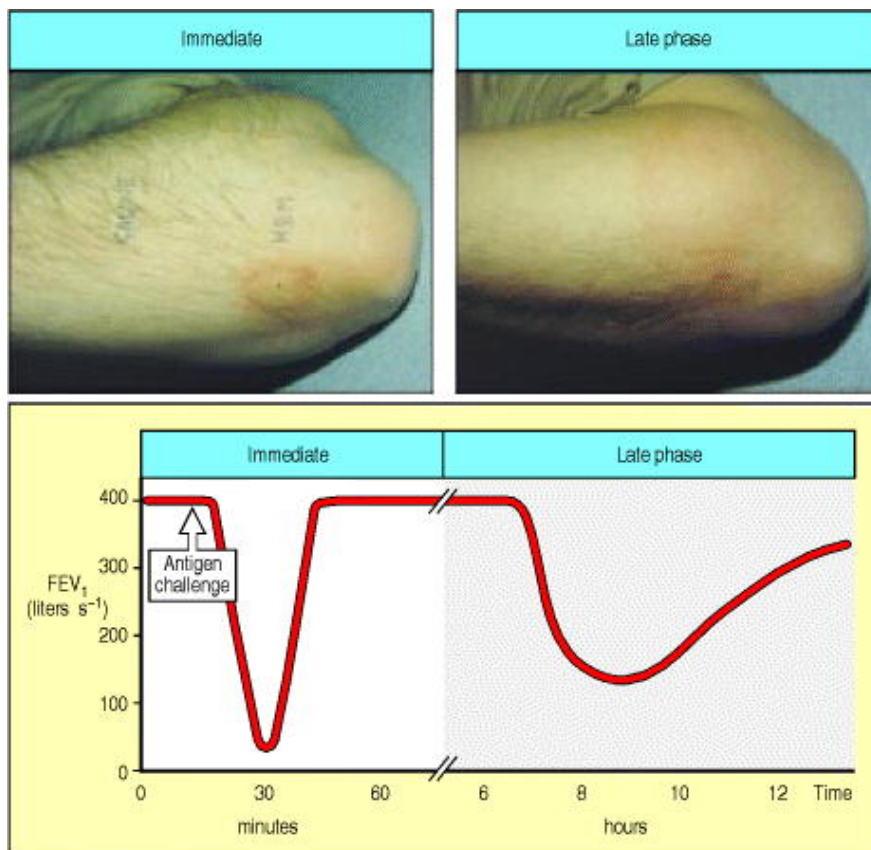 Immediate
Late phase
HDM
Immediate
Late phase
400
300
200
100
0
FEV₁
(liters s⁻¹)
Antigen
challenge
0 30 60 6 8 10 12 Time
minutes hours